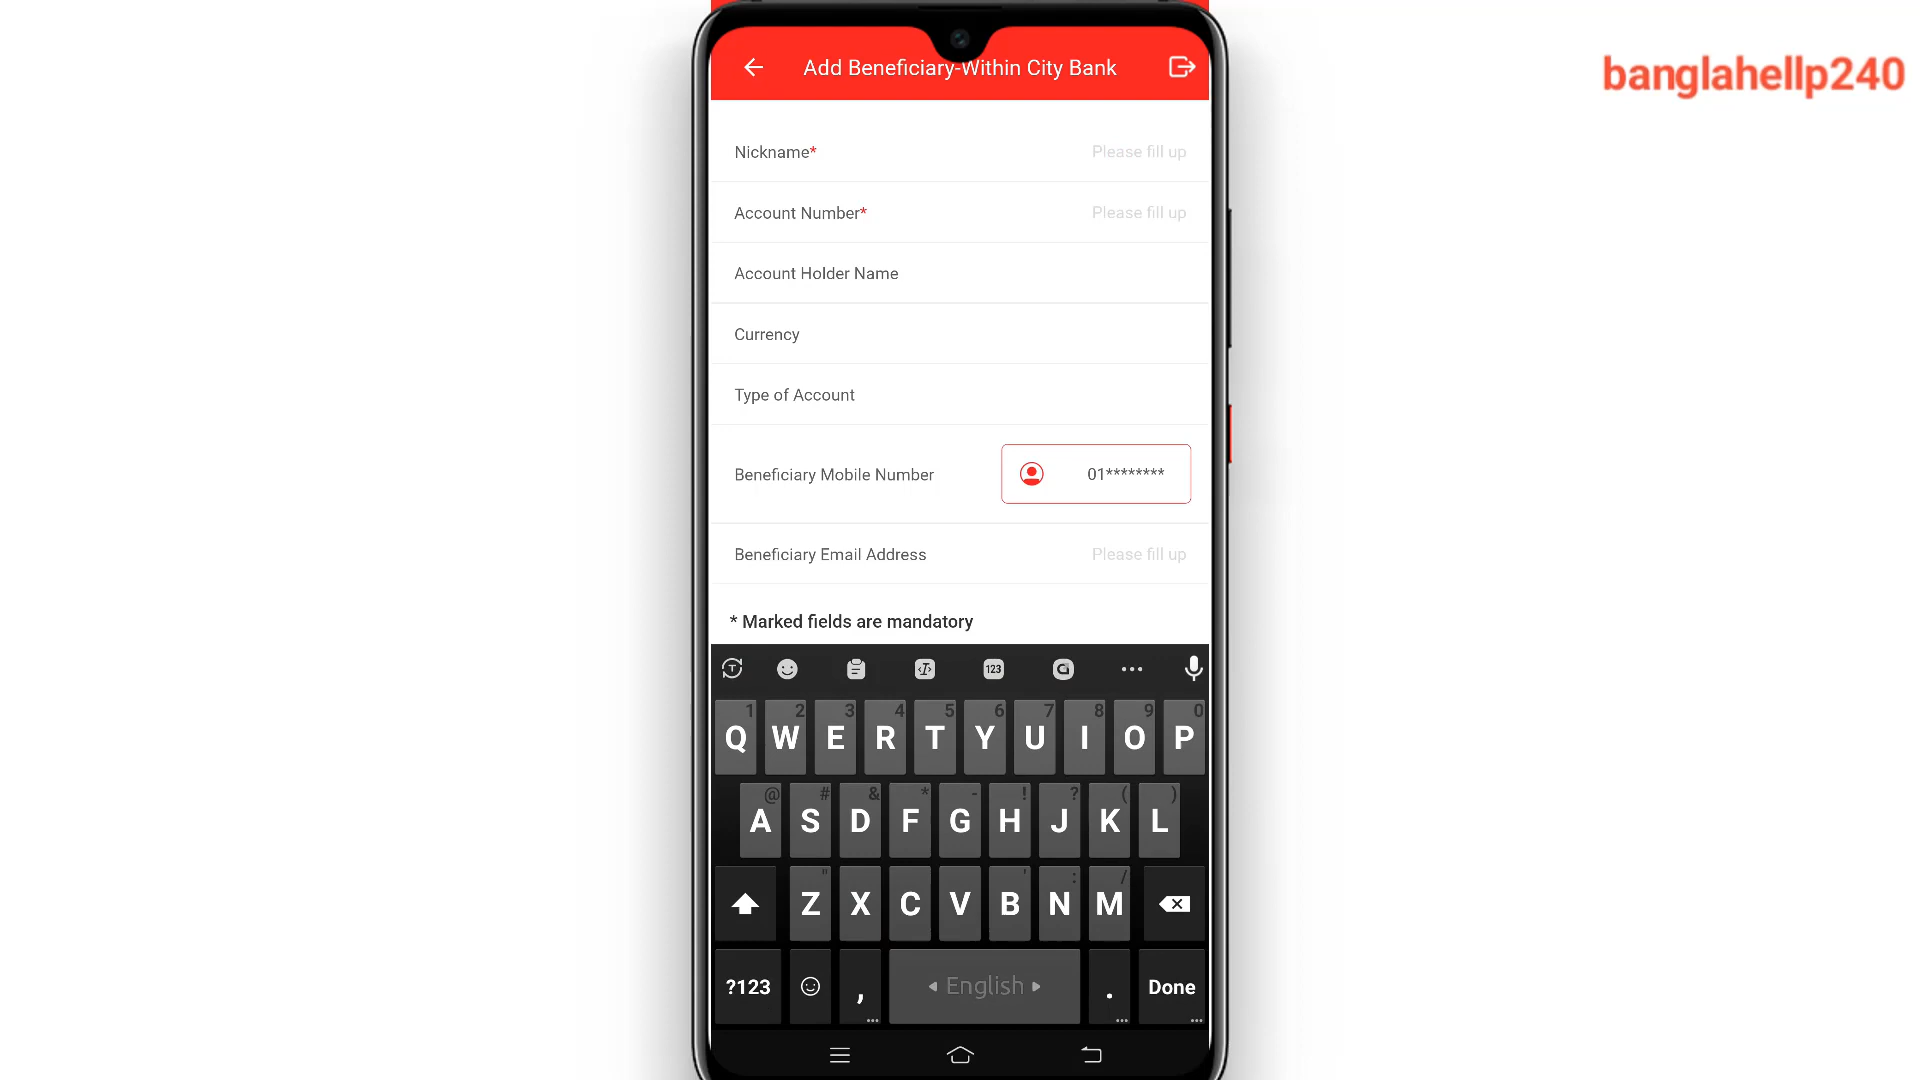 Add Beneficiary-Within City Bank
banglahellp240
Nickname* Please fill up
Account Number* Please fill up
Account Holder Name
Currency
Type of Account
Beneficiary Mobile Number 01********
Beneficiary Email Address Please fill up
* Marked fields are mandatory
123
1 2 3 4 5 6 7 8 9 0
Q W E R T Y U I O P
@ # & * - ! ? ( )
A S D F G H J K L
" ' : /
Z X C V B N M
?123 , English . Done